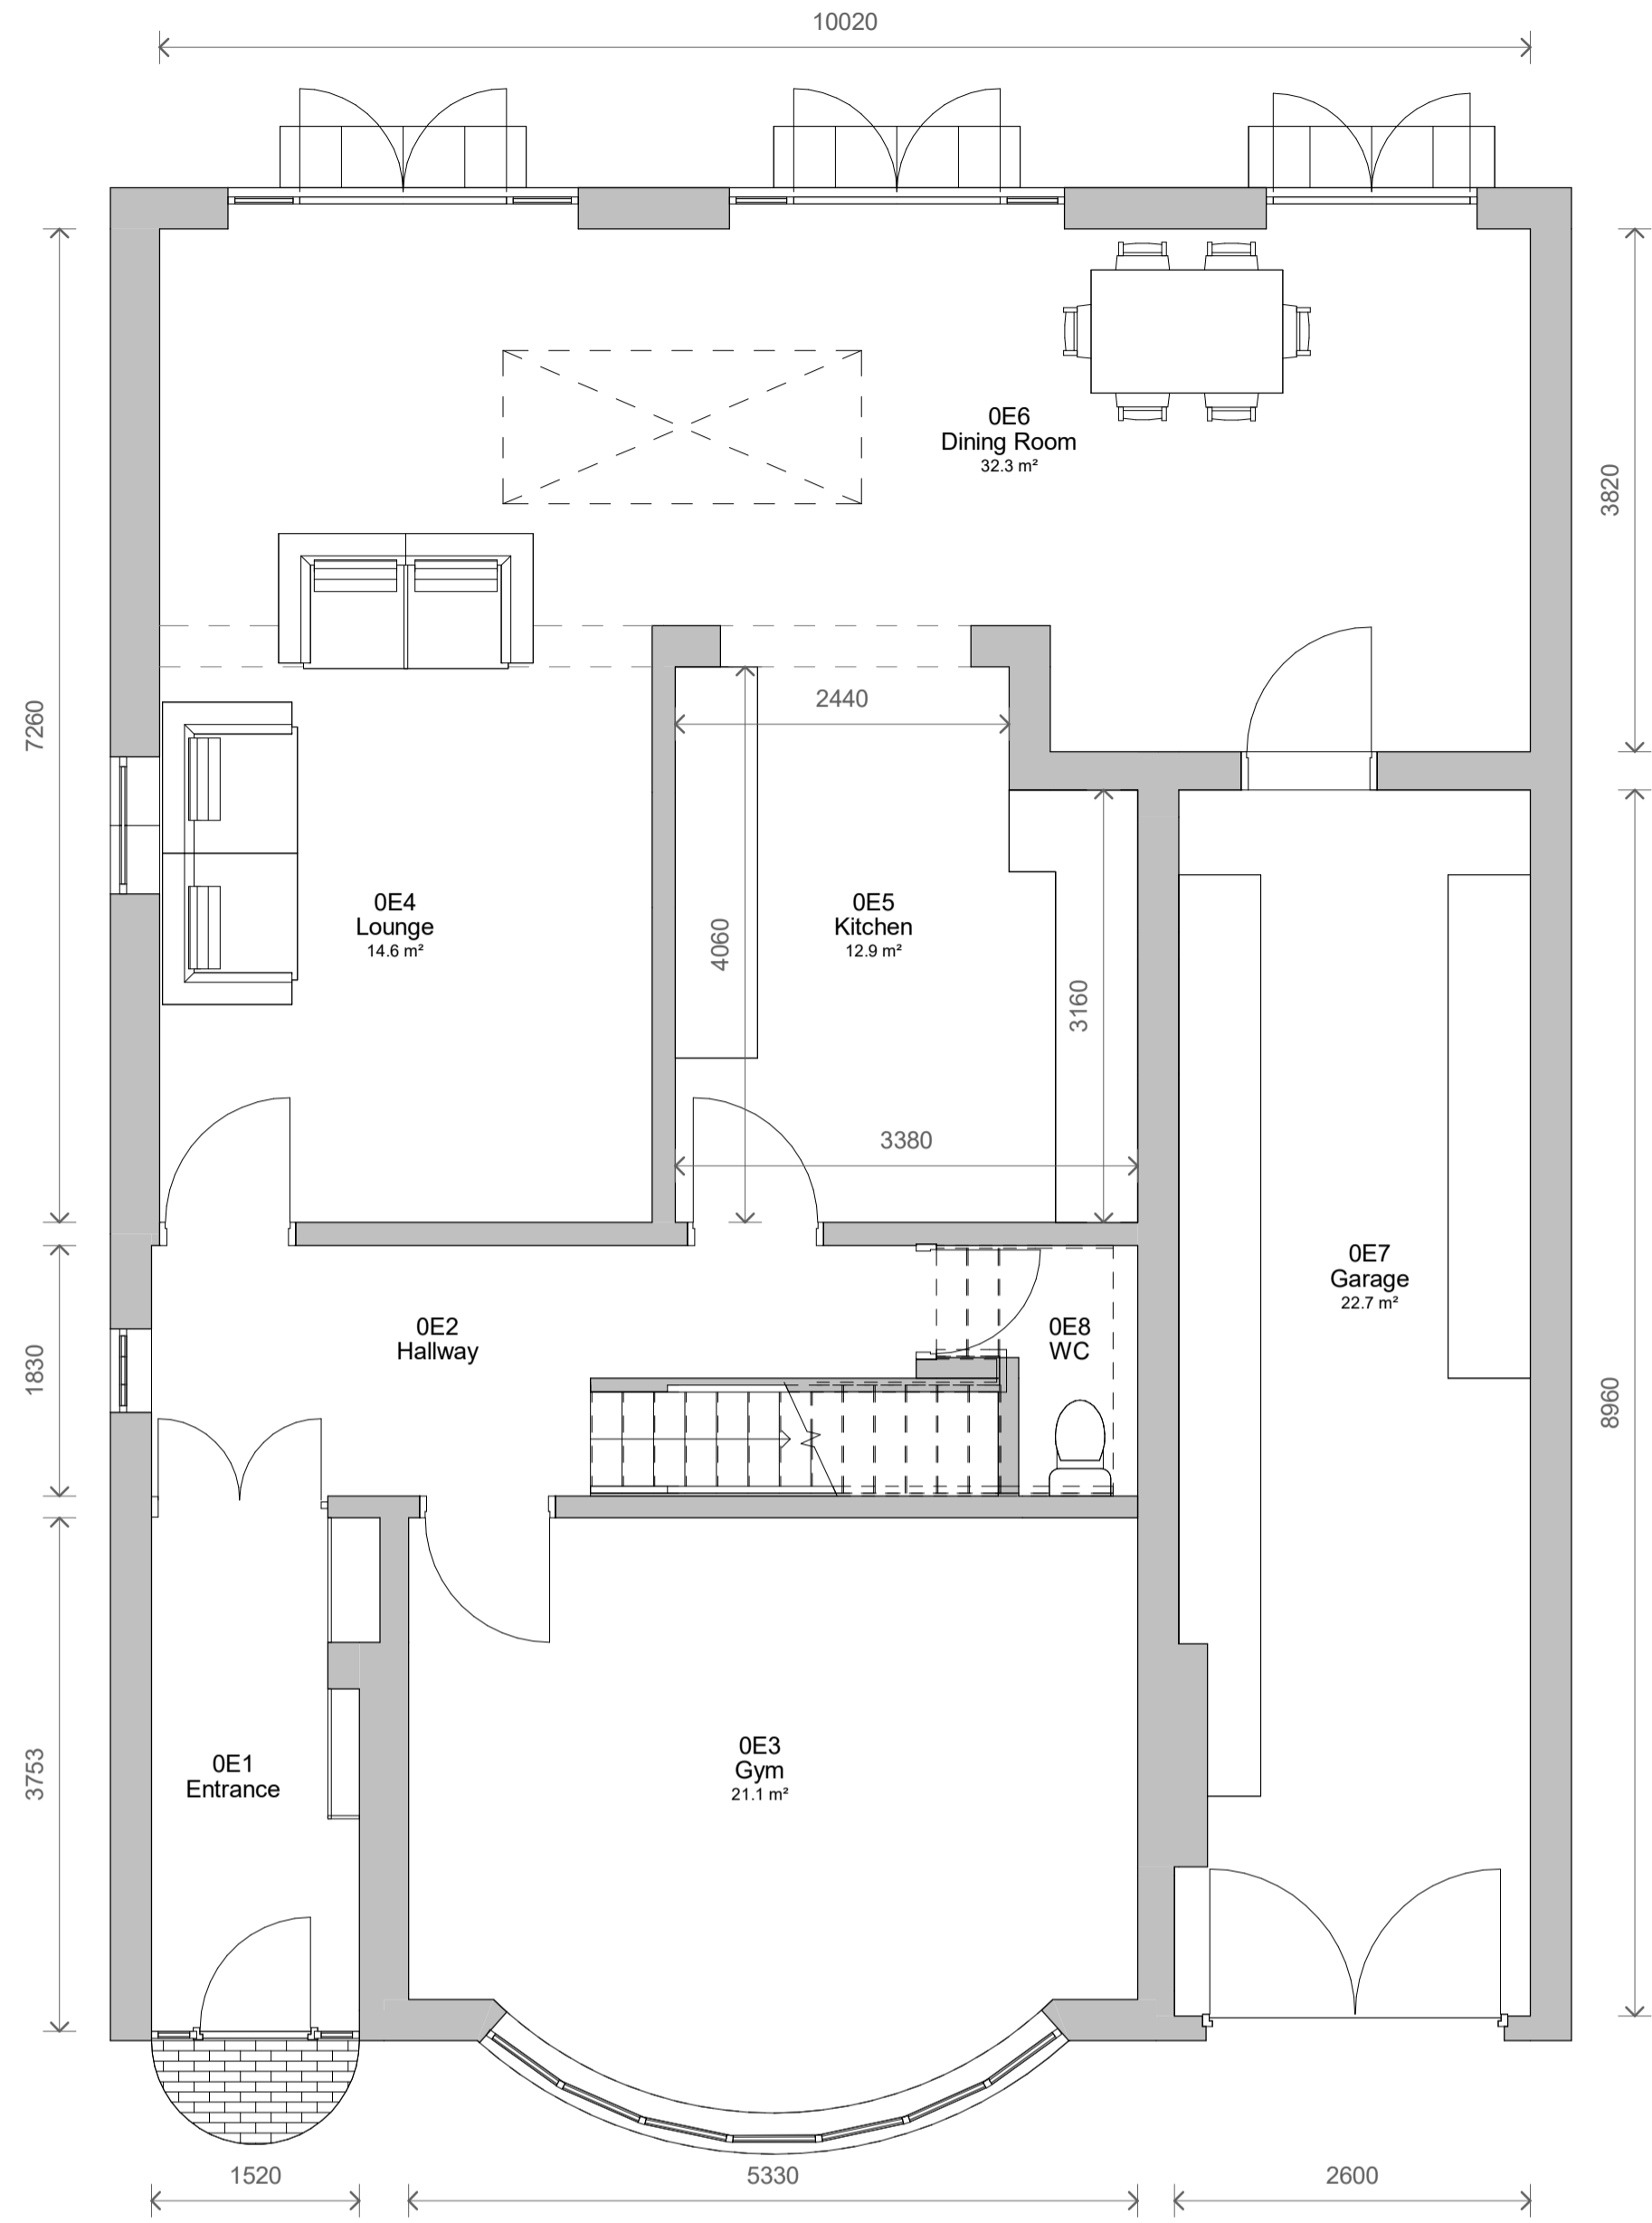 10020
0E6
Dining Room
32.3 m²
3820
7260
2440
0E4
Lounge
14.6 m²
4060
0E5
Kitchen
12.9 m²
3160
3380
0E7
Garage
22.7 m²
0E2
Hallway
0E8
WC
1830
8960
0E3
Gym
21.1 m²
0E1
Entrance
3753
1520
5330
2600